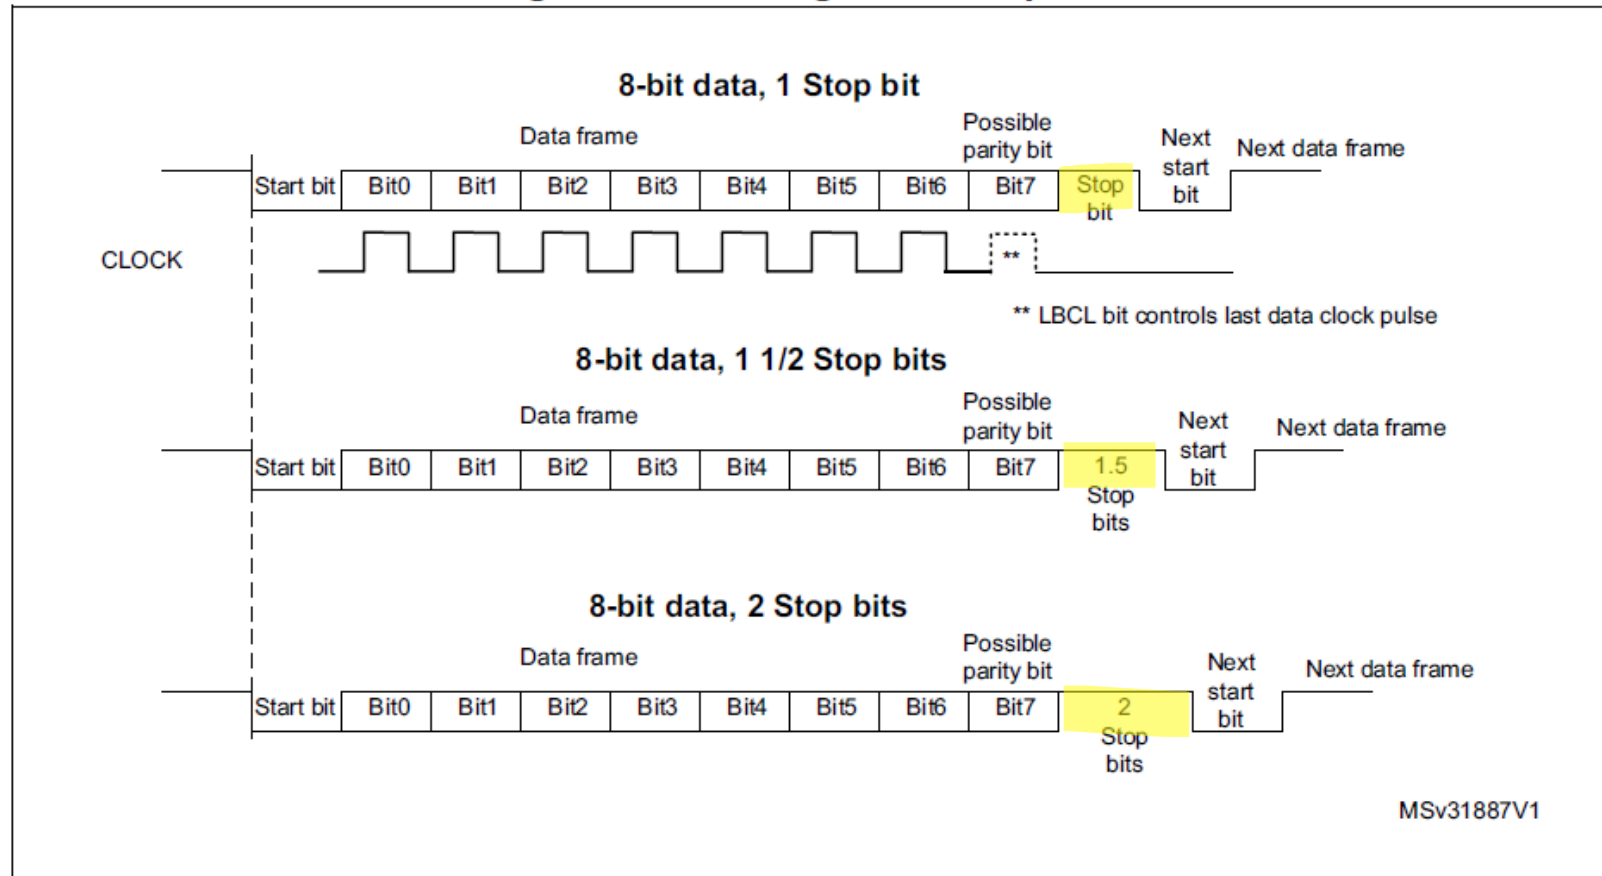 8-bit data, 1 Stop bit
Data frame
Possible
parity bit
Next
start
bit
Next data frame
Start bit Bit0 Bit1 Bit2 Bit3 Bit4 Bit5 Bit6 Bit7 Stop
bit
CLOCK
**
** LBCL bit controls last data clock pulse
8-bit data, 1 1/2 Stop bits
Data frame
Possible
parity bit
Next
start
bit
Next data frame
Start bit Bit0 Bit1 Bit2 Bit3 Bit4 Bit5 Bit6 Bit7 1.5
Stop
bits
8-bit data, 2 Stop bits
Data frame
Possible
parity bit
Next
start
bit
Next data frame
Start bit Bit0 Bit1 Bit2 Bit3 Bit4 Bit5 Bit6 Bit7 2
Stop
bits
MSv31887V1